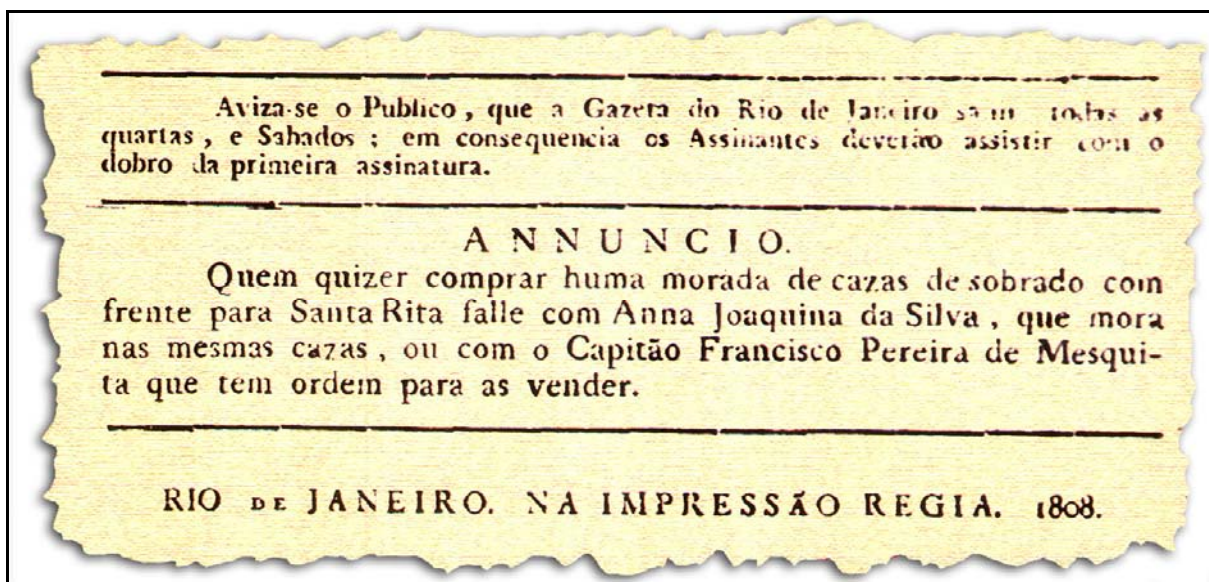 Aviza-se o Publico, que a Gazeta do Rio de Janeiro todas as
quartas, e Sabados; em consequencia os Assinantes deverão assistir com o
dobro da primeira assinatura.
ANNUNCIO.
Quem quizer comprar huma morada de cazas de sobrado com
frente para Santa Rita falle com Anna Joaquina da Silva, que mora
nas mesmas cazas, ou com o Capitão Francisco Pereira de Mesqui-
ta que tem ordem para as vender.
RIO DE JANEIRO. NA IMPRESSÃO REGIA. 1808.